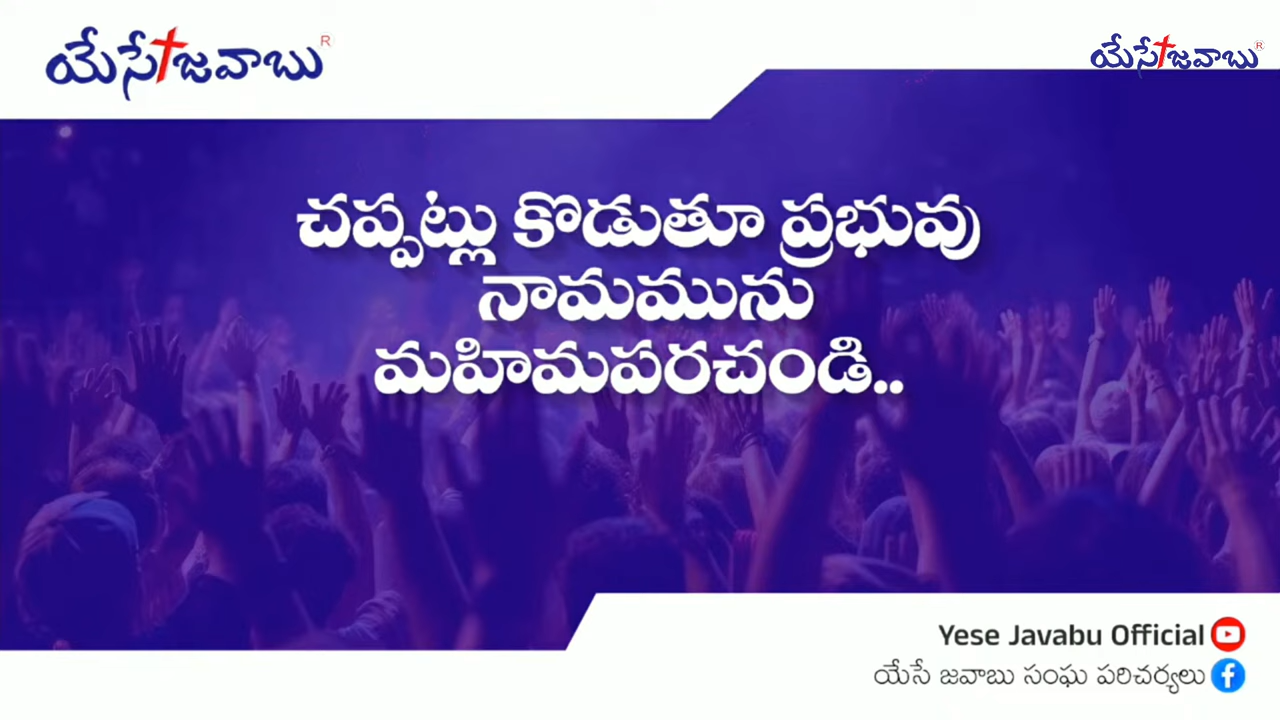 యేసే జవాబు R
యేసే జవాబు R
చప్పట్లు కొడుతూ ప్రభువు
నామమును
మహిమపరచండి..
Yese Javabu Official
యేసే జవాబు సంఘ పరిచర్యలు